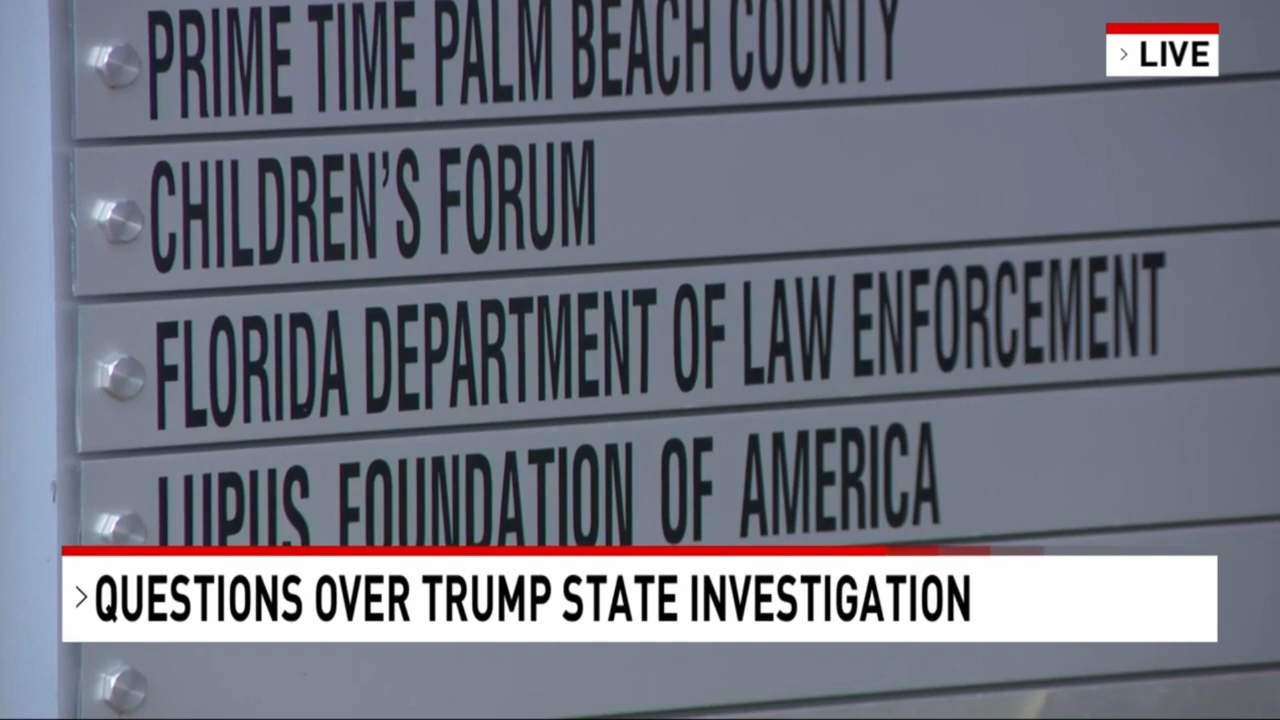 PRIME TIME PALM BEACH COUNTY
> LIVE
CHILDREN'S FORUM
FLORIDA DEPARTMENT OF LAW ENFORCEMENT
LUPUS FOUNDATION OF AMERICA
> QUESTIONS OVER TRUMP STATE INVESTIGATION